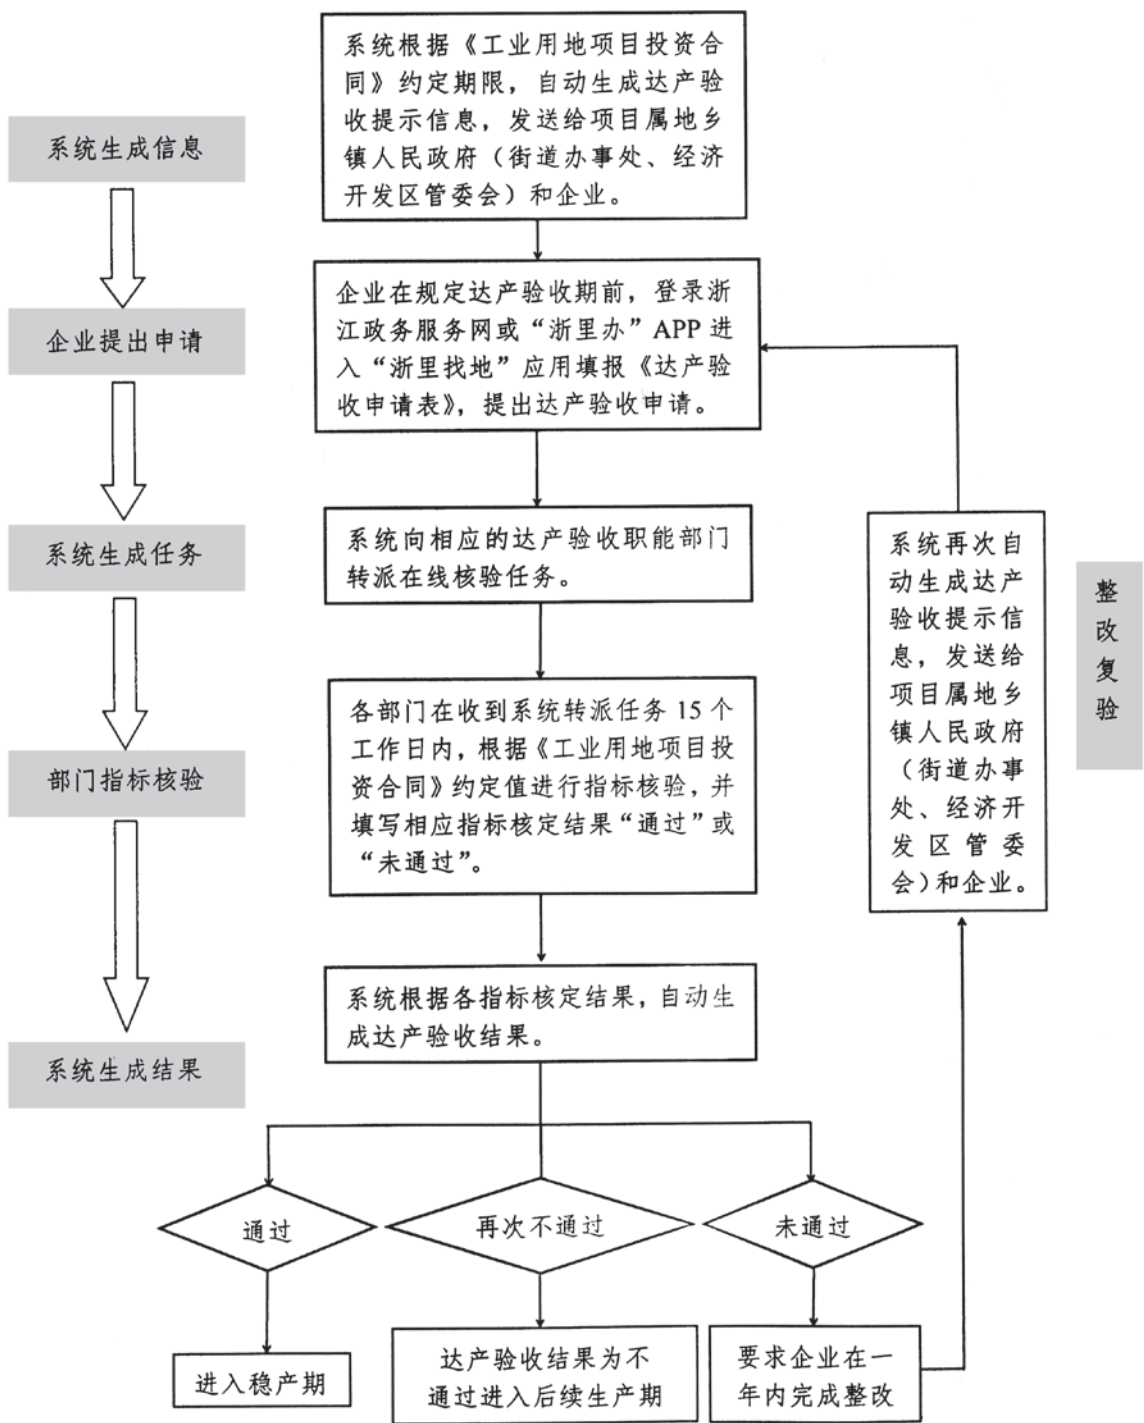 系统根据《工业用地项目投资合
同》约定期限，自动生成达产验
收提示信息，发送给项目属地乡
镇人民政府（街道办事处、经济
开发区管委会）和企业。
系统生成信息
企业在规定达产验收期前，登录浙
江政务服务网或“浙里办”APP 进
入“浙里找地”应用填报《达产验
收申请表》，提出达产验收申请。
企业提出申请
系统向相应的达产验收职能部门
转派在线核验任务。
系统生成任务
各部门在收到系统转派任务 15 个
工作日内，根据《工业用地项目投
资合同》约定值进行指标核验，并
填写相应指标核定结果“通过”或
“未通过”。
部门指标核验
系统根据各指标核定结果，自动生
成达产验收结果。
系统生成结果
通过
再次不通过
未通过
进入稳产期
达产验收结果为不
通过进入后续生产期
要求企业在一
年内完成整改
系统再次自
动生成达产
验收提示信
息，发送给
项目属地乡
镇人民政府
（街道办事
处、经济开
发区管委
会）和企业。
整
改
复
验